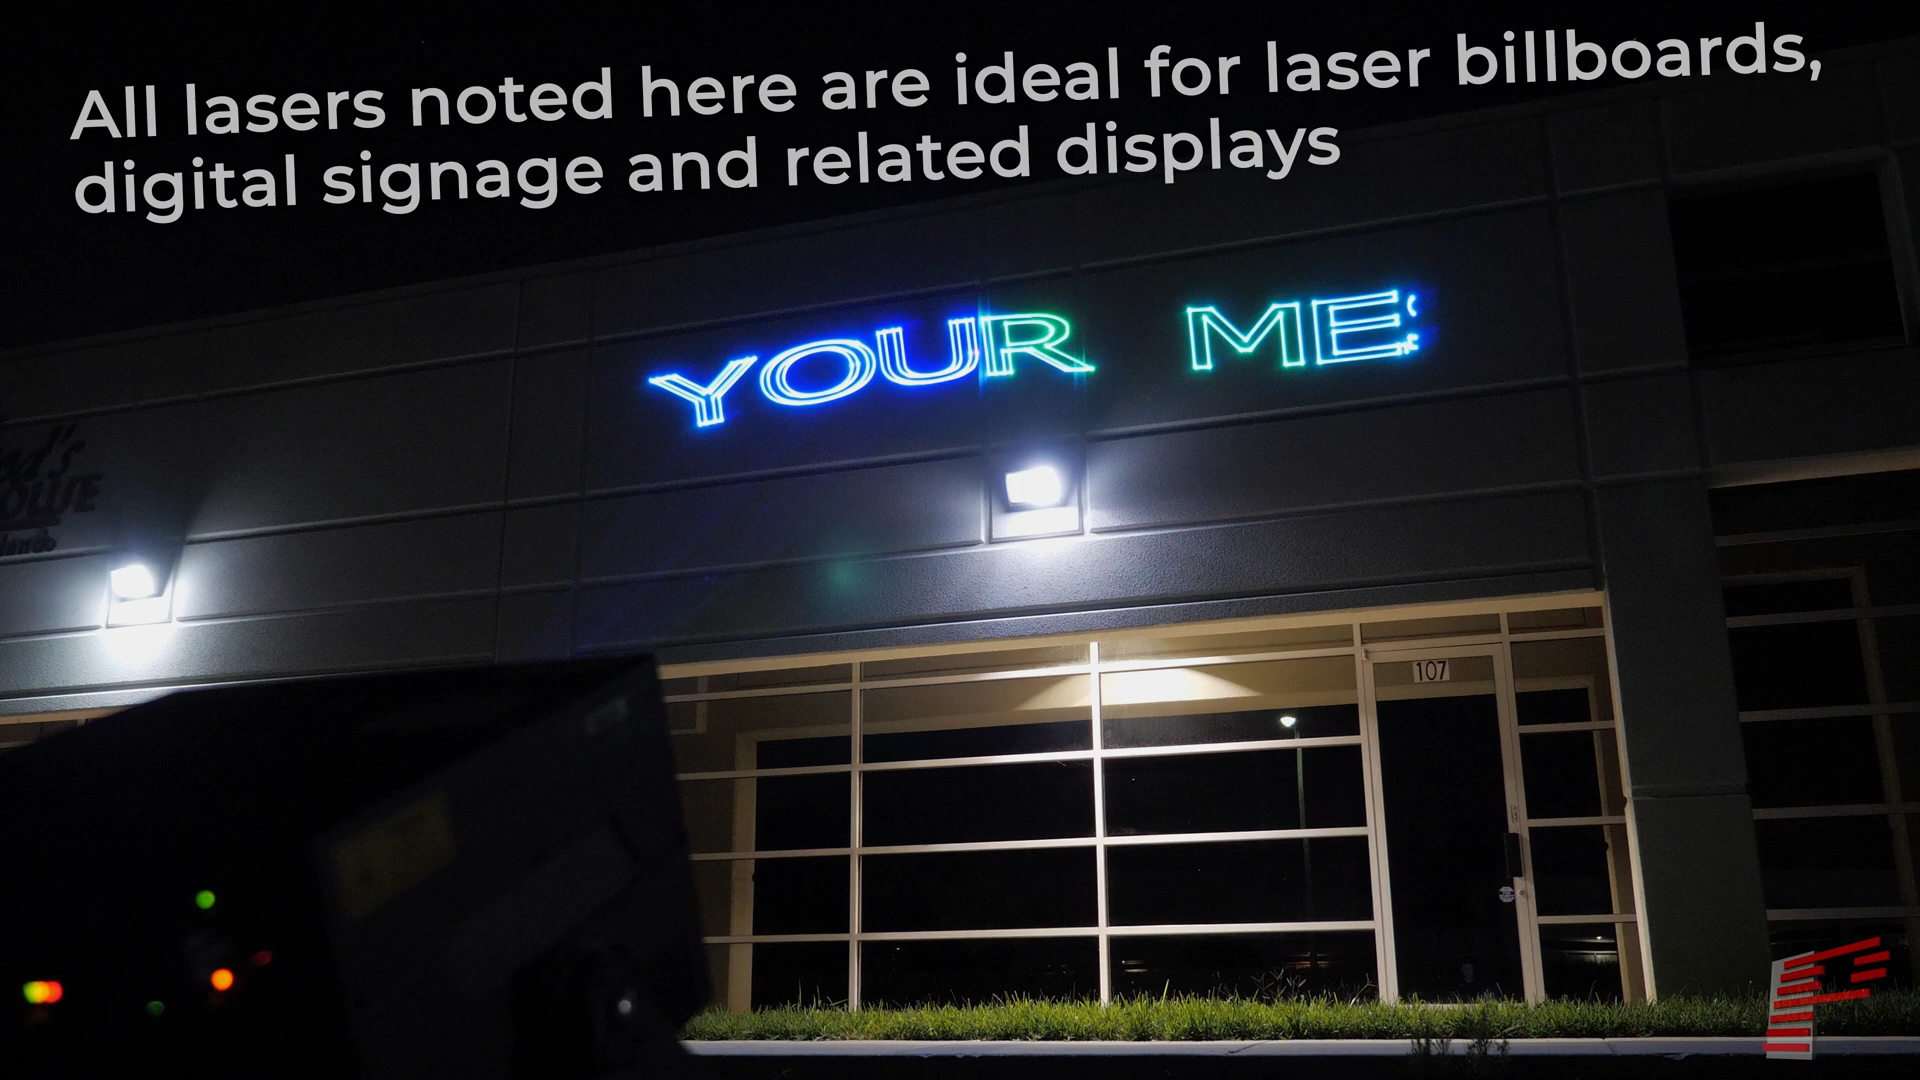 All lasers noted here are ideal for laser billboards,
digital signage and related displays
YOUR ME
107